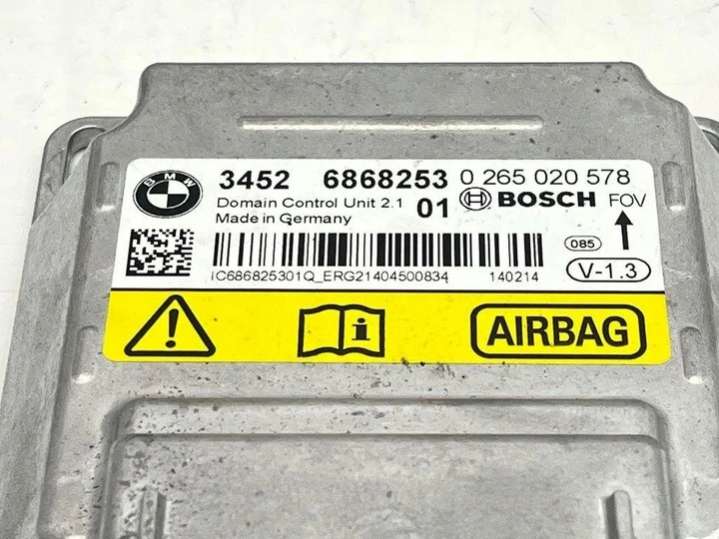 BMW
3452 6868253 0 265 020 578
Domain Control Unit 2.1 01 BOSCH FOV
Made in Germany
085
IC686825301Q_ERG21404500834 140214 V-1.3
AIRBAG